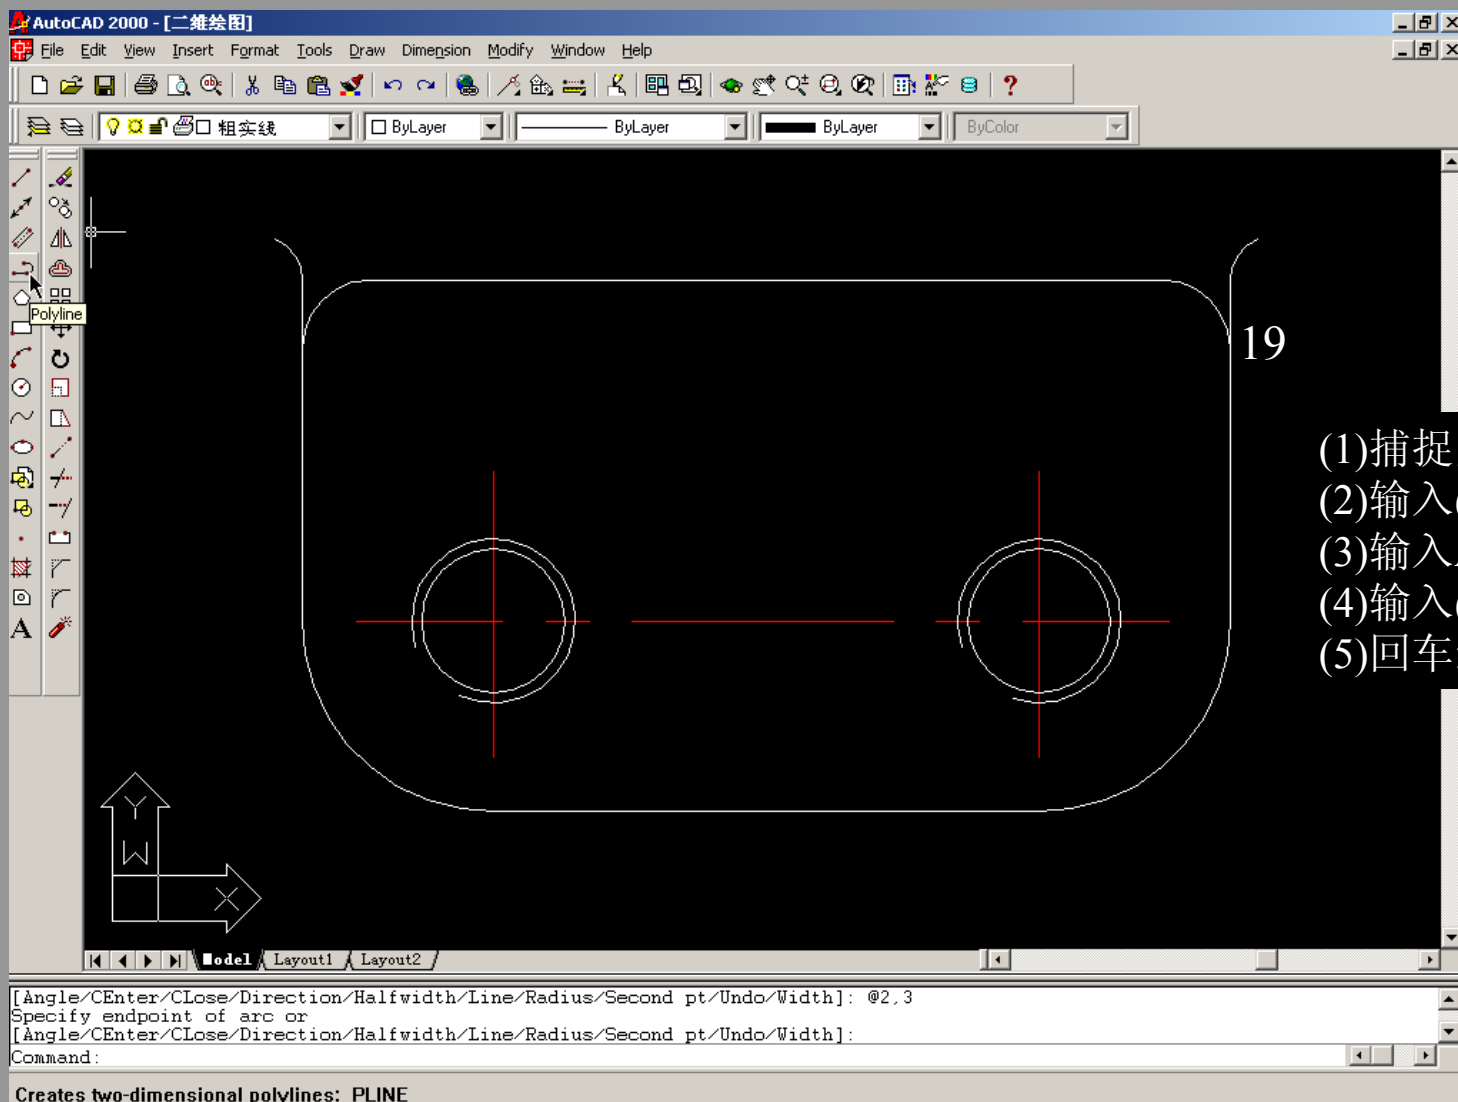 AutoCAD 2000 - [二维绘图]
File Edit View Insert Format Tools Draw Dimension Modify Window Help
粗实线 ByLayer ByLayer ByLayer ByColor
Polyline
19
(1)捕捉
(2)输入
(3)输入
(4)输入
(5)回车
A
Y
W
X
Model Layout1 Layout2
[Angle/CEnter/CLose/Direction/Halfwidth/Line/Radius/Second pt/Undo/Width]: @2,3
Specify endpoint of arc or
[Angle/CEnter/CLose/Direction/Halfwidth/Line/Radius/Second pt/Undo/Width]:
Command:
Creates two-dimensional polylines: PLINE